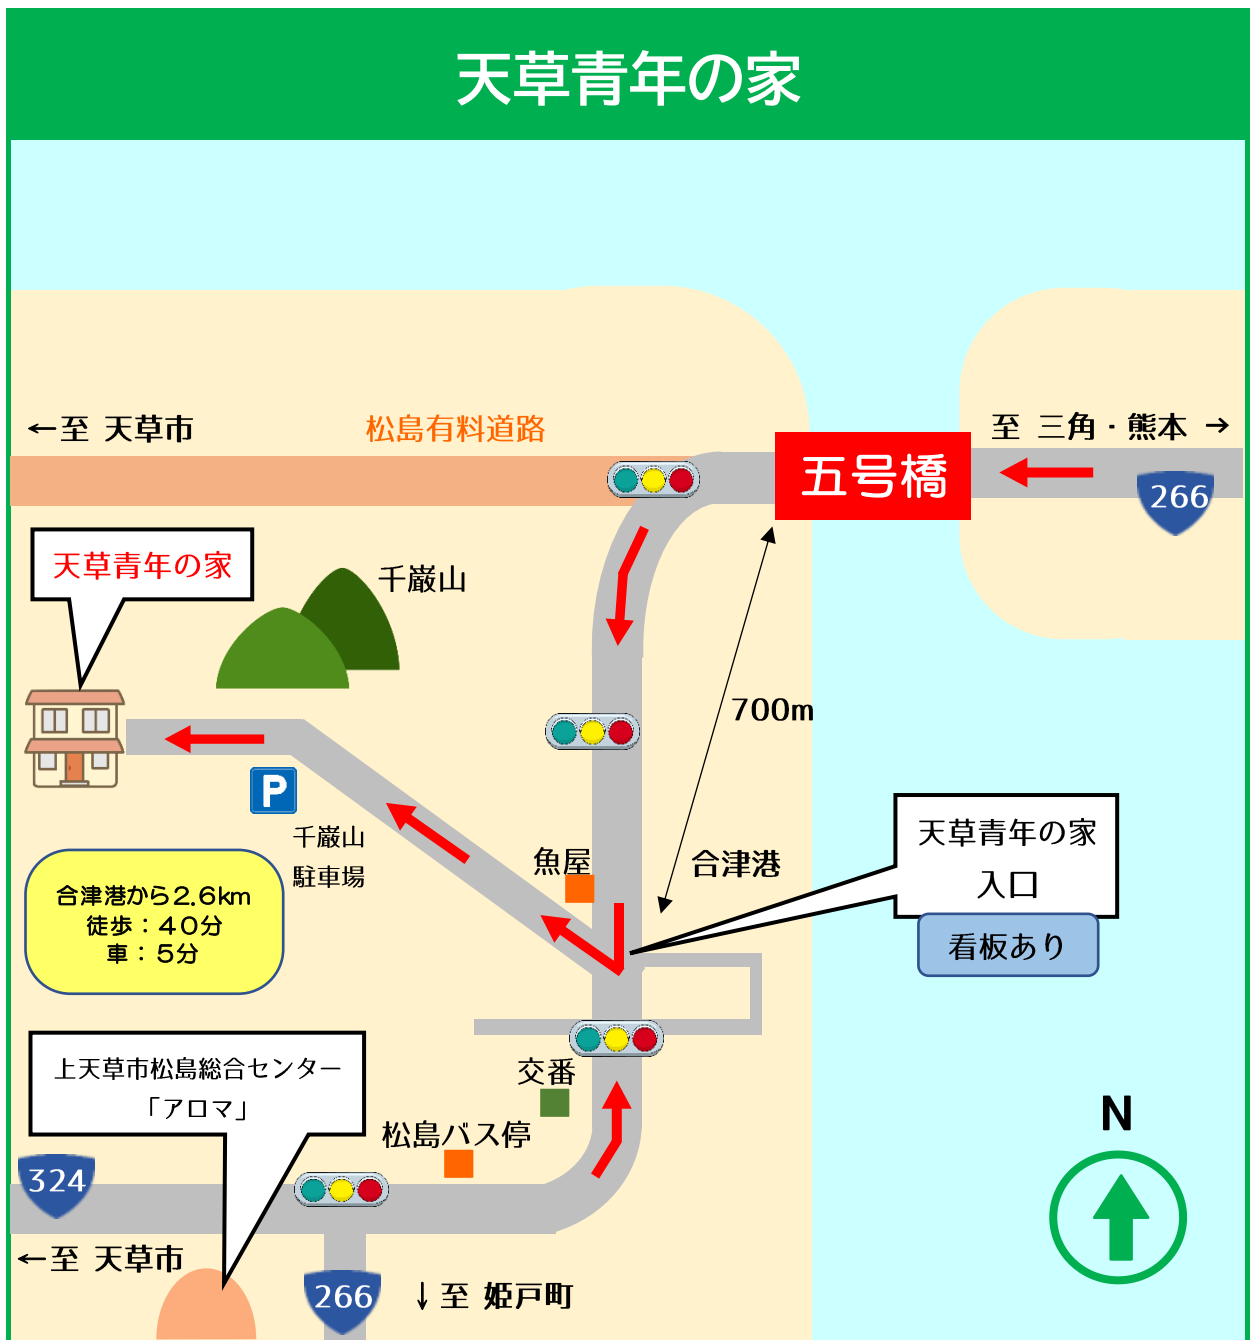 天草青年の家
←至 天草市
松島有料道路
至 三角・熊本 →
五号橋
266
天草青年の家
千巌山
700m
P
千巌山
駐車場
魚屋
合津港
天草青年の家
入口
看板あり
合津港から2.6km
徒歩：40分
車：5分
上天草市松島総合センター
「アロマ」
交番
松島バス停
N
324
←至 天草市
266
↓至 姫戸町